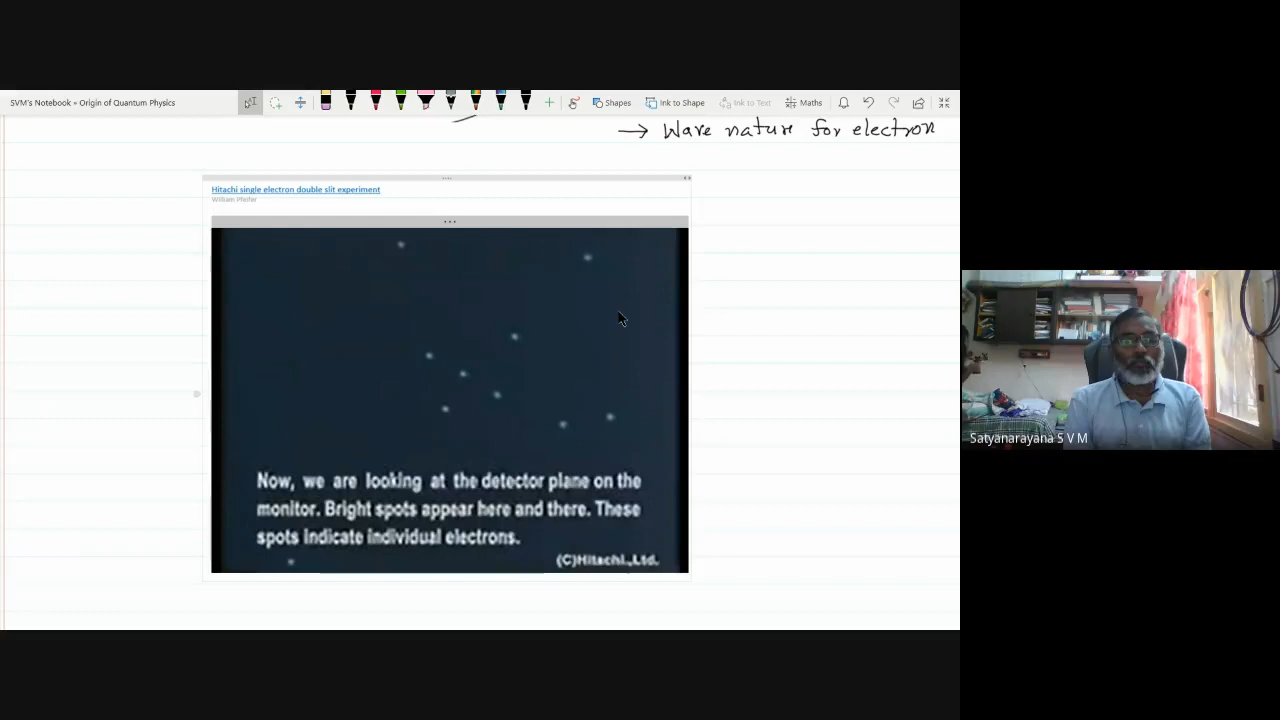 SVM's Notebook » Origin of Quantum Physics
Shapes
Ink to Shape
Ink to Text
Maths
→ Wave nature for electron
Hitachi single electron double slit experiment
William Pfeifer
Now, we are looking at the detector plane on the
monitor. Bright spots appear here and there. These
spots indicate individual electrons.
(C)Hitachi.,Ltd.
Satyanarayana S V M